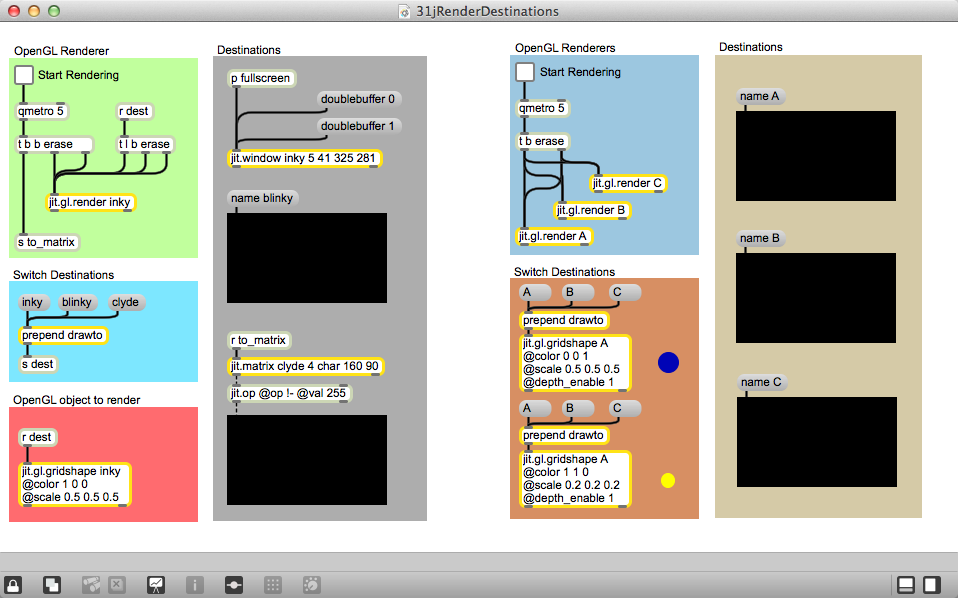 31jRenderDestinations
OpenGL Renderer
Start Rendering
qmetro 5
r dest
t b b erase
t l b erase
jit.gl.render inky
s to_matrix
Switch Destinations
inky
blinky
clyde
prepend drawto
s dest
OpenGL object to render
r dest
jit.gl.gridshape inky
@color 1 0 0
@scale 0.5 0.5 0.5
Destinations
p fullscreen
doublebuffer 0
doublebuffer 1
jit.window inky 5 41 325 281
name blinky
r to_matrix
jit.matrix clyde 4 char 160 90
jit.op @op !- @val 255
OpenGL Renderers
Start Rendering
qmetro 5
t b erase
jit.gl.render C
jit.gl.render B
jit.gl.render A
Switch Destinations
A
B
C
prepend drawto
jit.gl.gridshape A
@color 0 0 1
@scale 0.5 0.5 0.5
@depth_enable 1
A
B
C
prepend drawto
jit.gl.gridshape A
@color 1 1 0
@scale 0.2 0.2 0.2
@depth_enable 1
Destinations
name A
name B
name C